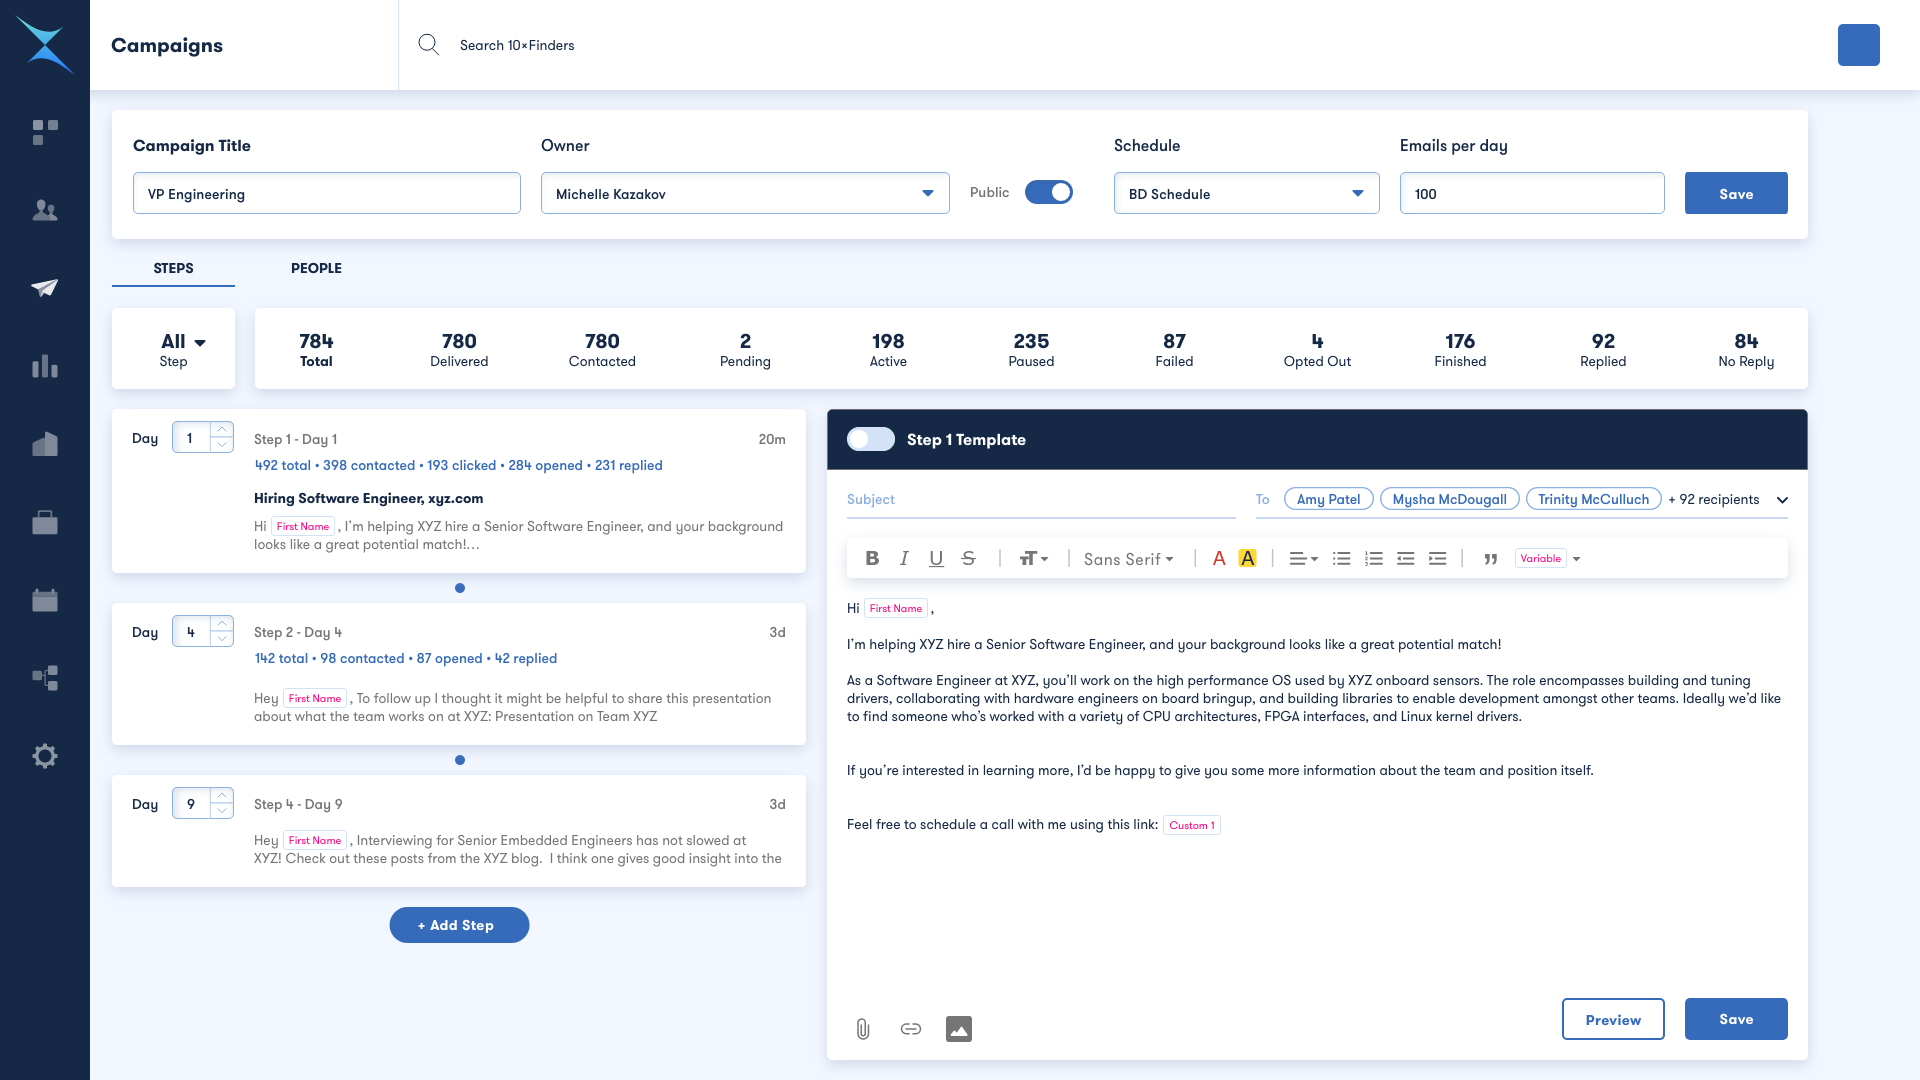 Campaigns
Search 10×Finders
Campaign Title
Owner
Schedule
Emails per day
VP Engineering
Michelle Kazakov
Public
BD Schedule
100
Save
STEPS
PEOPLE
All
Step
784
Total
780
Delivered
780
Contacted
2
Pending
198
Active
235
Paused
87
Failed
4
Opted Out
176
Finished
92
Replied
84
No Reply
Day 1
Step 1 - Day 1
20m
492 total • 398 contacted • 193 clicked • 284 opened • 231 replied
Hiring Software Engineer, xyz.com
Hi First Name , I’m helping XYZ hire a Senior Software Engineer, and your background
looks like a great potential match!…
Day 4
Step 2 - Day 4
3d
142 total • 98 contacted • 87 opened • 42 replied
Hey First Name , To follow up I thought it might be helpful to share this presentation
about what the team works on at XYZ: Presentation on Team XYZ
Day 9
Step 4 - Day 9
3d
Hey First Name , Interviewing for Senior Embedded Engineers has not slowed at
XYZ! Check out these posts from the XYZ blog.  I think one gives good insight into the
+ Add Step
Step 1 Template
Subject
To Amy Patel Mysha McDougall Trinity McCulluch + 92 recipients
B I U S TT Sans Serif A A Variable
Hi First Name ,
I’m helping XYZ hire a Senior Software Engineer, and your background looks like a great potential match!
As a Software Engineer at XYZ, you’ll work on the high performance OS used by XYZ onboard sensors. The role encompasses building and tuning
drivers, collaborating with hardware engineers on board bringup, and building libraries to enable development amongst other teams. Ideally we’d like
to find someone who’s worked with a variety of CPU architectures, FPGA interfaces, and Linux kernel drivers.
If you’re interested in learning more, I’d be happy to give you some more information about the team and position itself.
Feel free to schedule a call with me using this link: Custom 1
Preview
Save